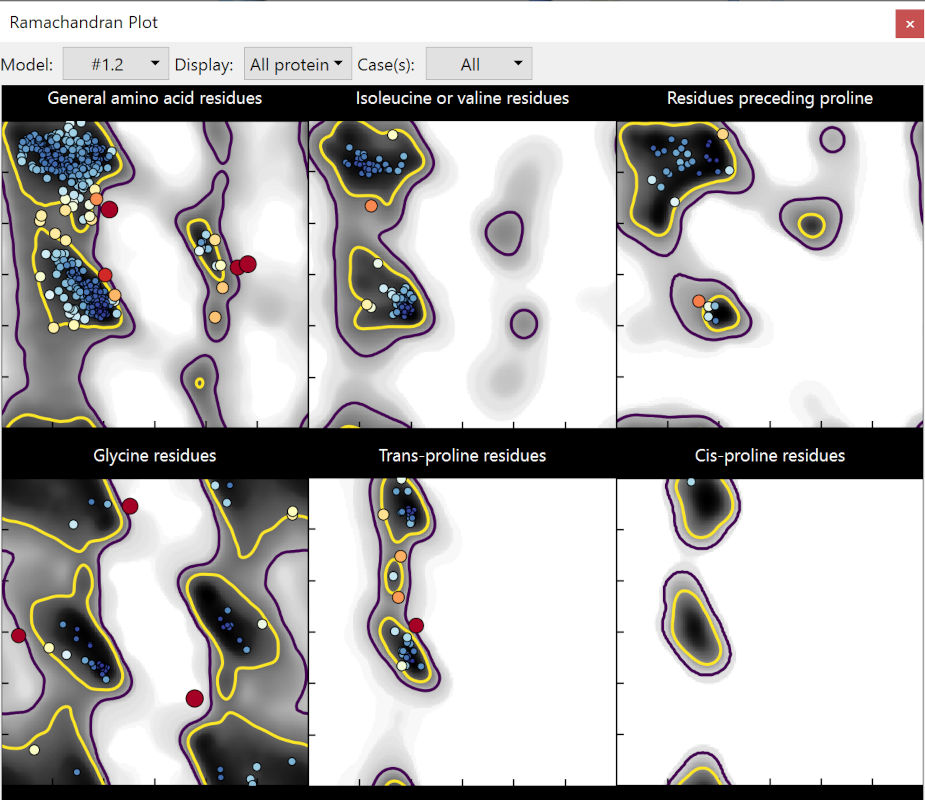 Ramachandran Plot
Model: #1.2 Display: All protein Case(s): All
General amino acid residues
Isoleucine or valine residues
Residues preceding proline
Glycine residues
Trans-proline residues
Cis-proline residues